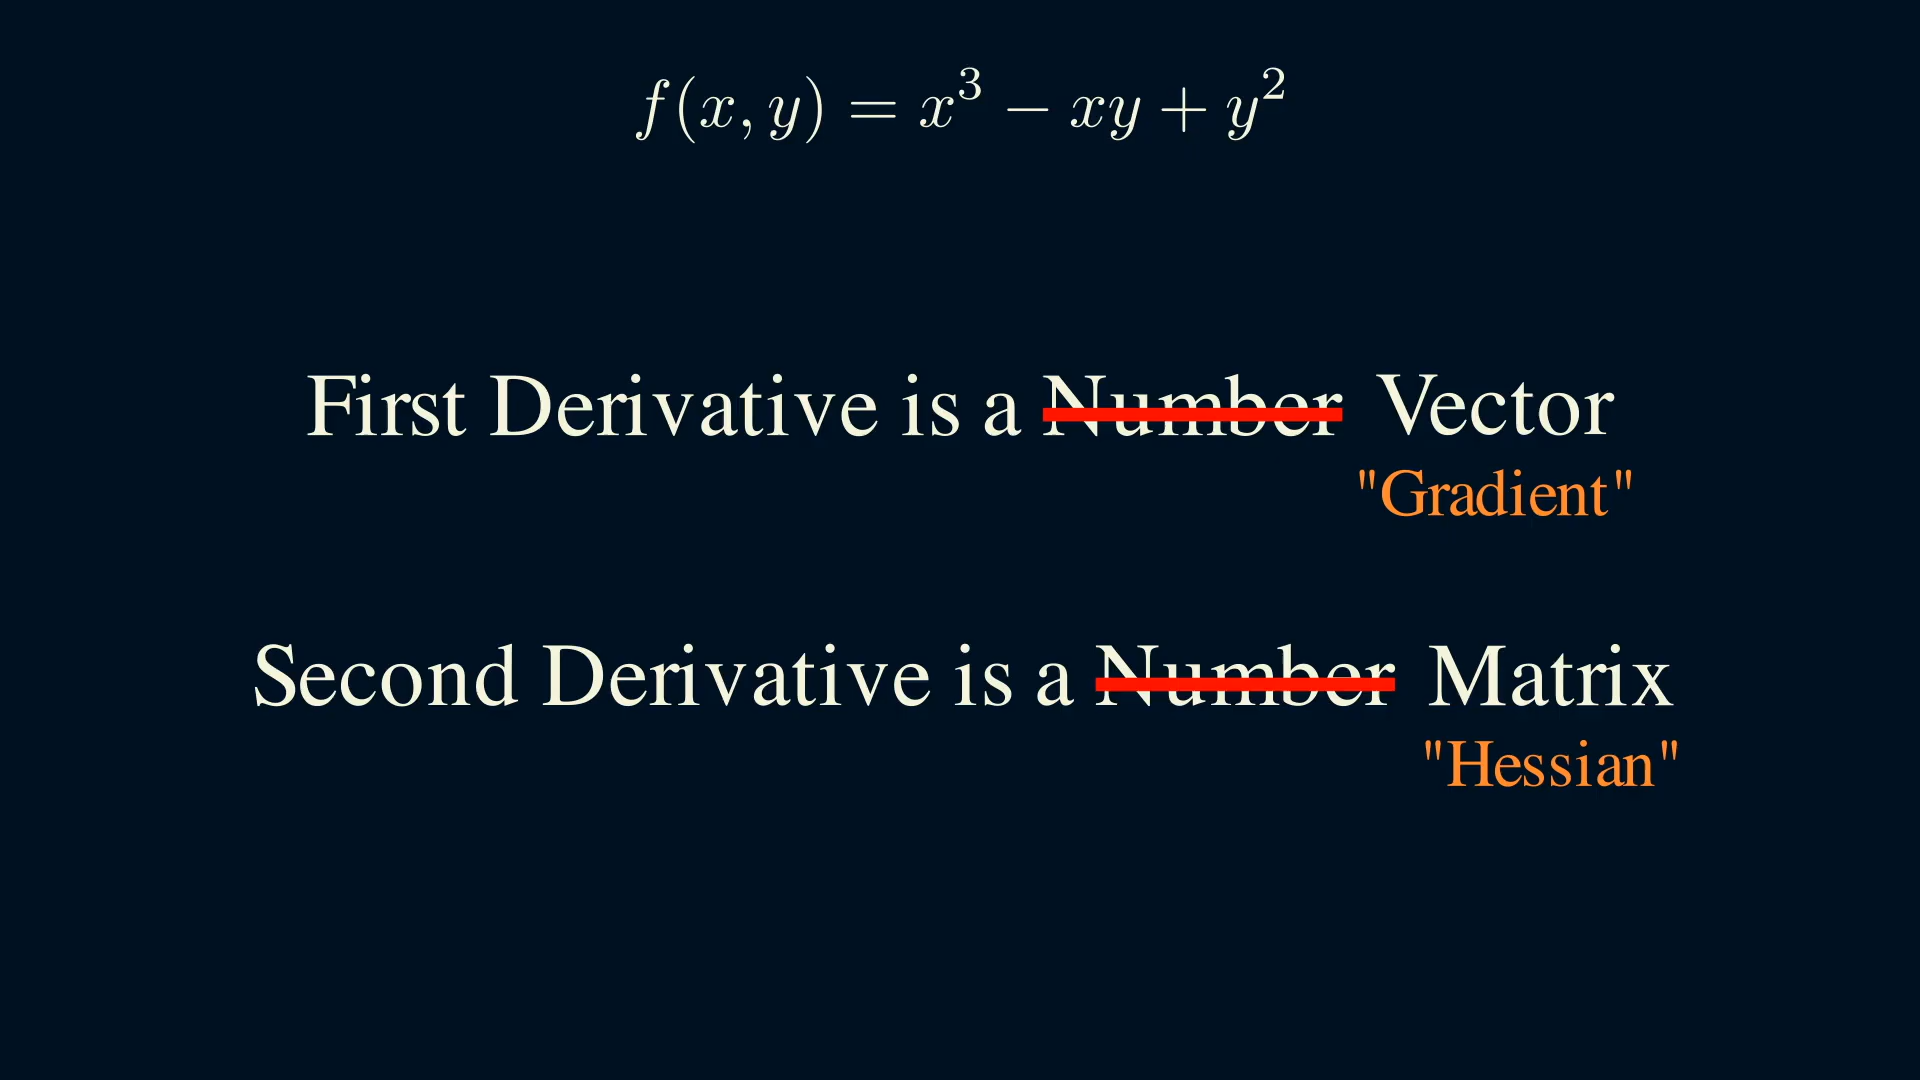 f(x, y) = x³ − xy + y²
First Derivative is a Number Vector
"Gradient"
Second Derivative is a Number Matrix
"Hessian"